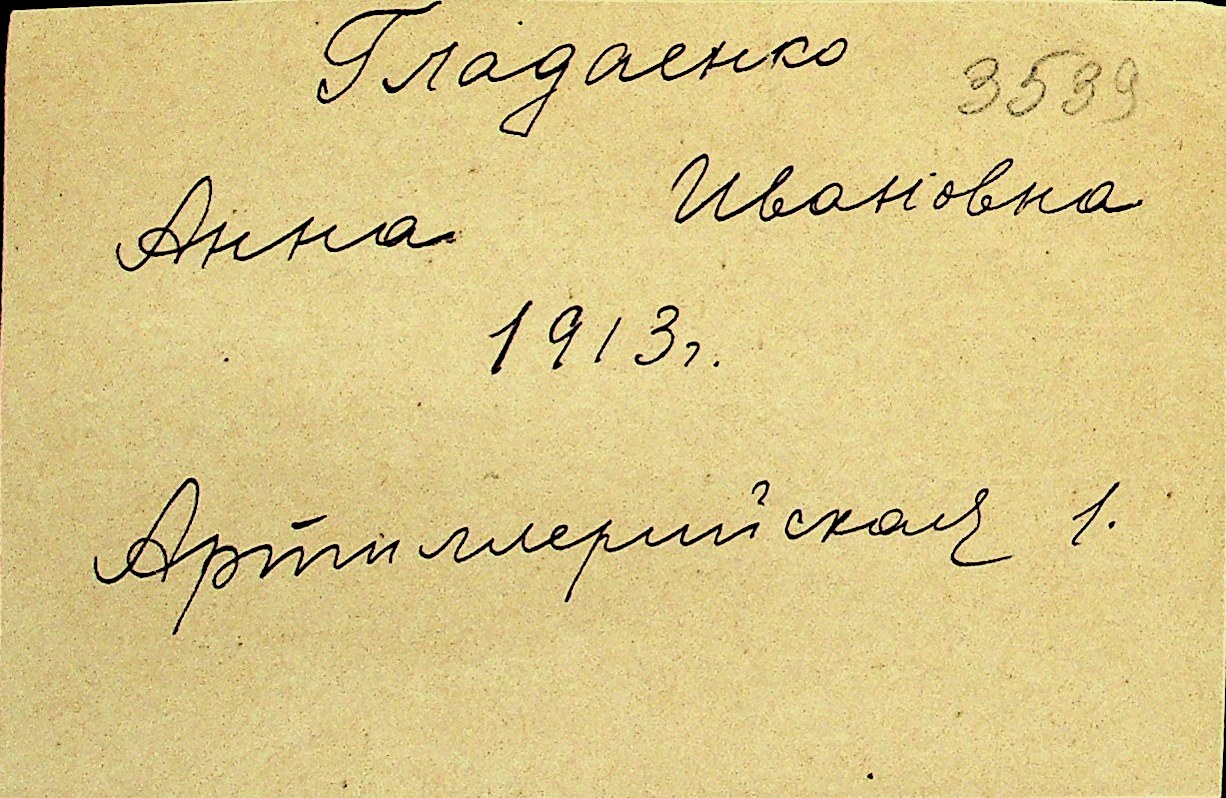 Гладаенко 3539
Анна Ивановна
1913г.
Артиллерийская 1.